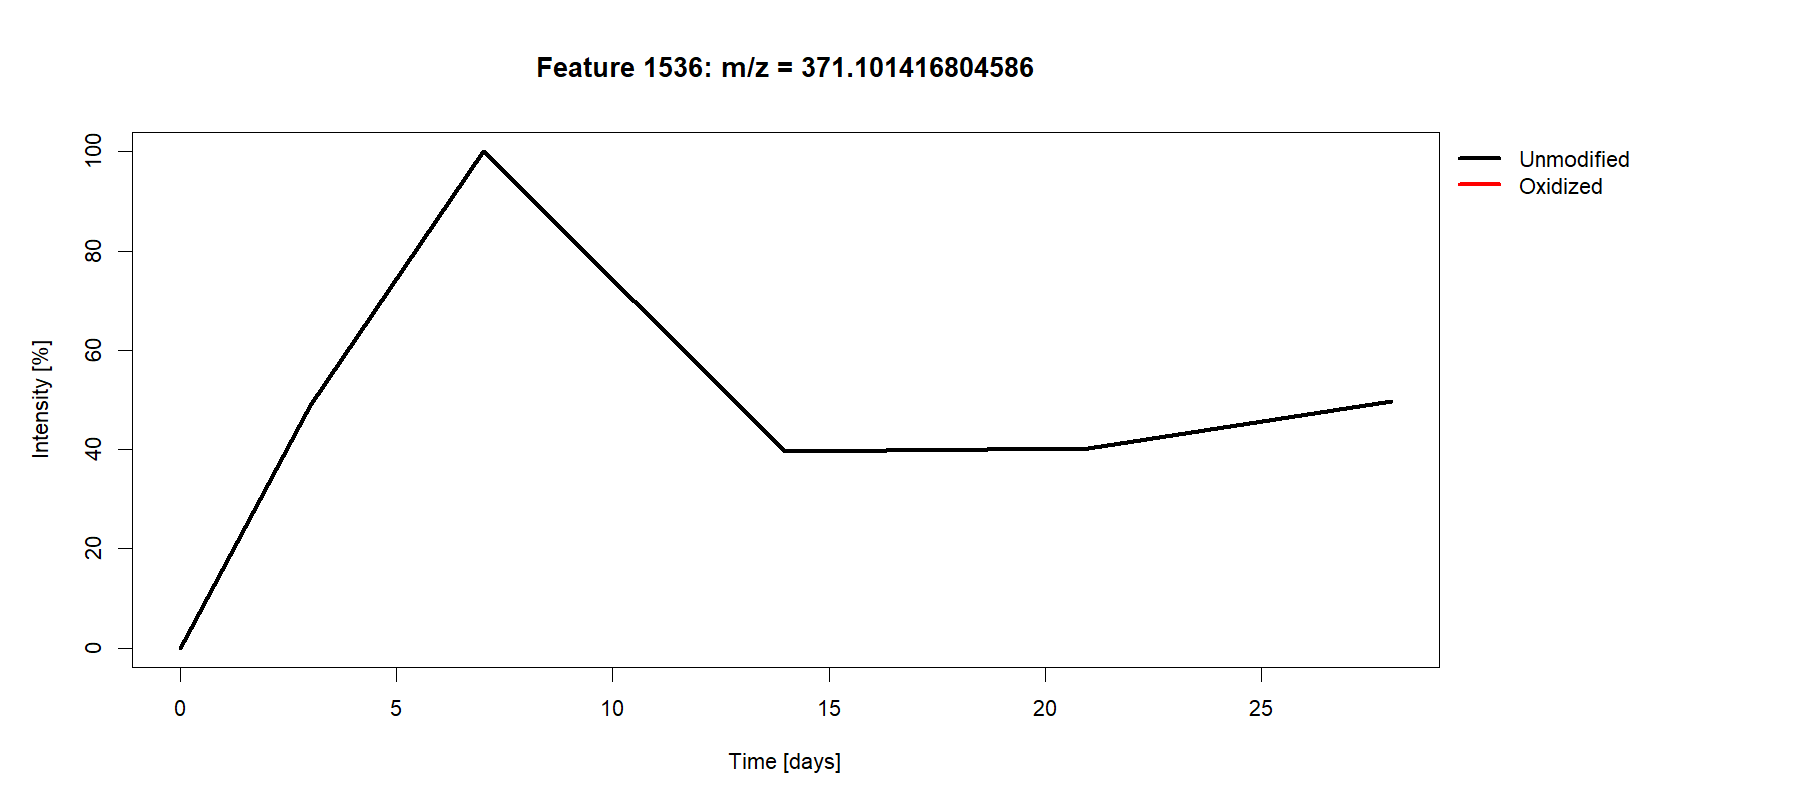 Feature 1536: m/z = 371.101416804586
Unmodified
Oxidized
Intensity [%]
100
80
60
40
20
0
0 5 10 15 20 25
Time [days]